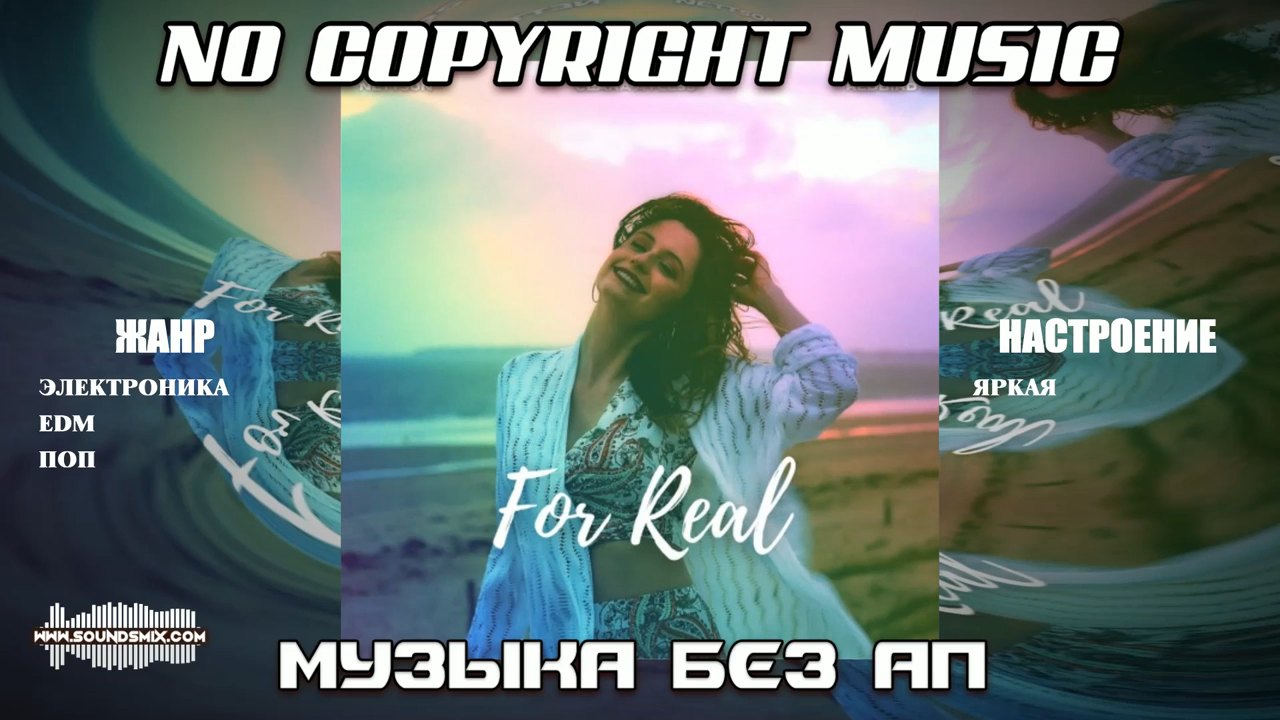 NO COPYRIGHT MUSIC
ЖАНР
ЭЛЕКТРОНИКА
EDM
ПОП
НАСТРОЕНИЕ
ЯРКАЯ
For Real
WWW.SOUNDSMIX.COM
МУЗЫКА БЕЗ АП